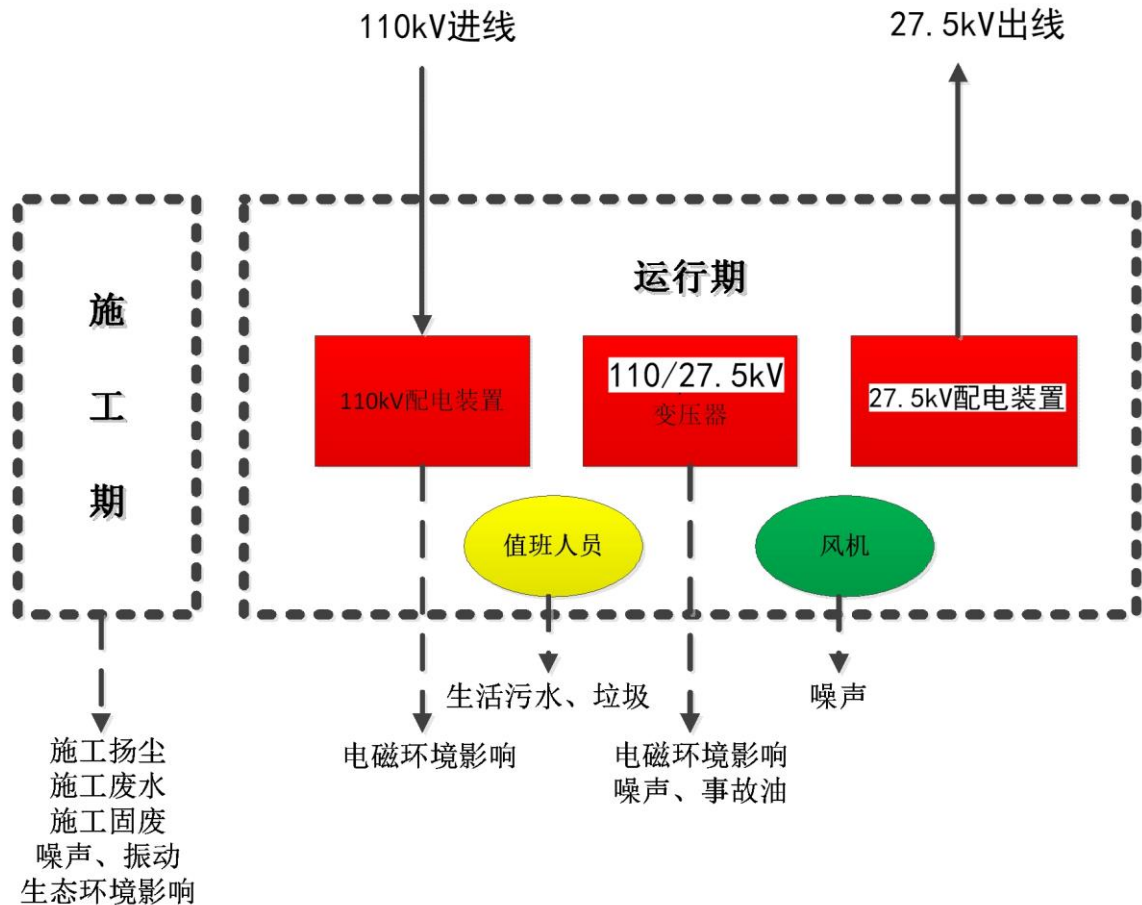 110kV进线
27.5kV出线
施
工
期
运行期
110kV配电装置
110/27.5kV
变压器
27.5kV配电装置
值班人员
风机
生活污水、垃圾
噪声
电磁环境影响
电磁环境影响
噪声、事故油
施工扬尘
施工废水
施工固废
噪声、振动
生态环境影响